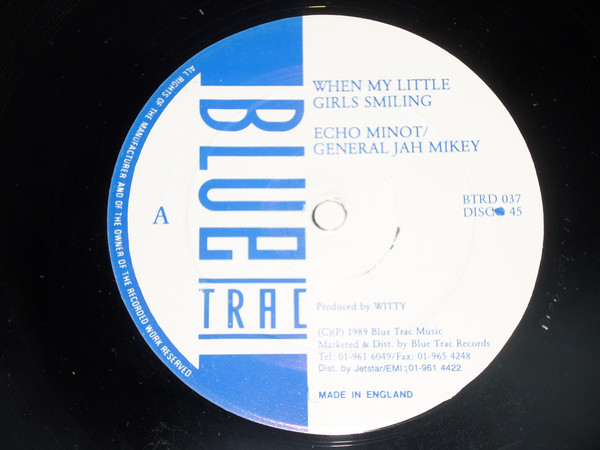 WHEN MY LITTLE
GIRLS SMILING
ECHO MINOT/
GENERAL JAH MIKEY
BTRD 037
DISCO 45
A
BLUE
TRAC
Produced by WITTY
(C)(P) 1989 Blue Trac Music
Marketed & Dist. by Blue Trac Records
Tel: 01-961 6049/Fax: 01-965 4248
Dist. by Jetstar/EMI ; 01-961 4422
MADE IN ENGLAND
ALL RIGHTS OF THE MANUFACTURER AND OF THE OWNER OF THE RECORDED WORK RESERVED